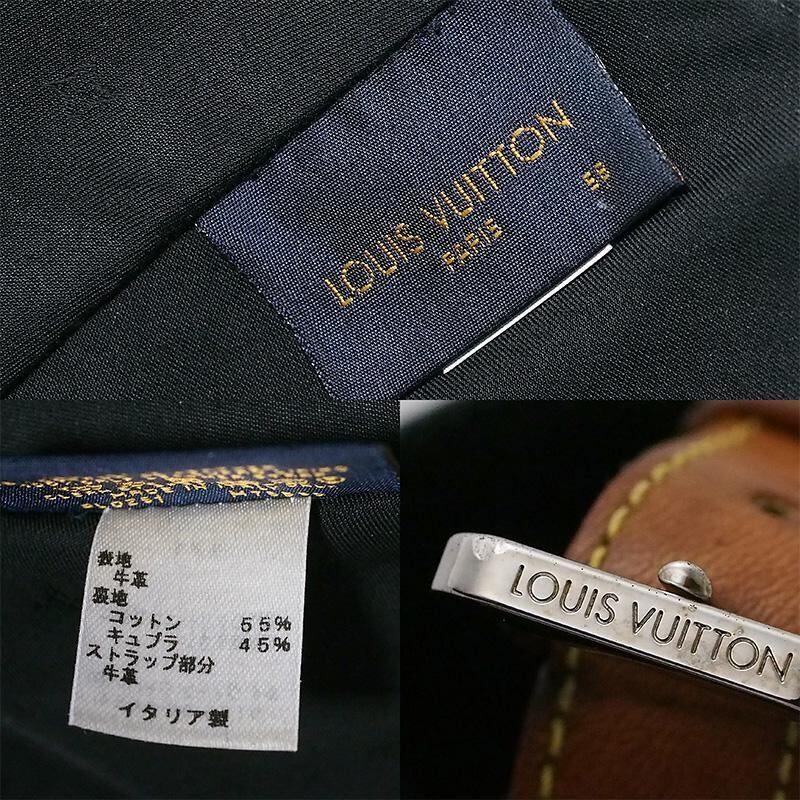 LOUIS VUITTON
PARIS
表地
牛革
裏地
コットン 55%
キュプラ 45%
ストラップ部分
牛革
イタリア製
LOUIS VUITTON